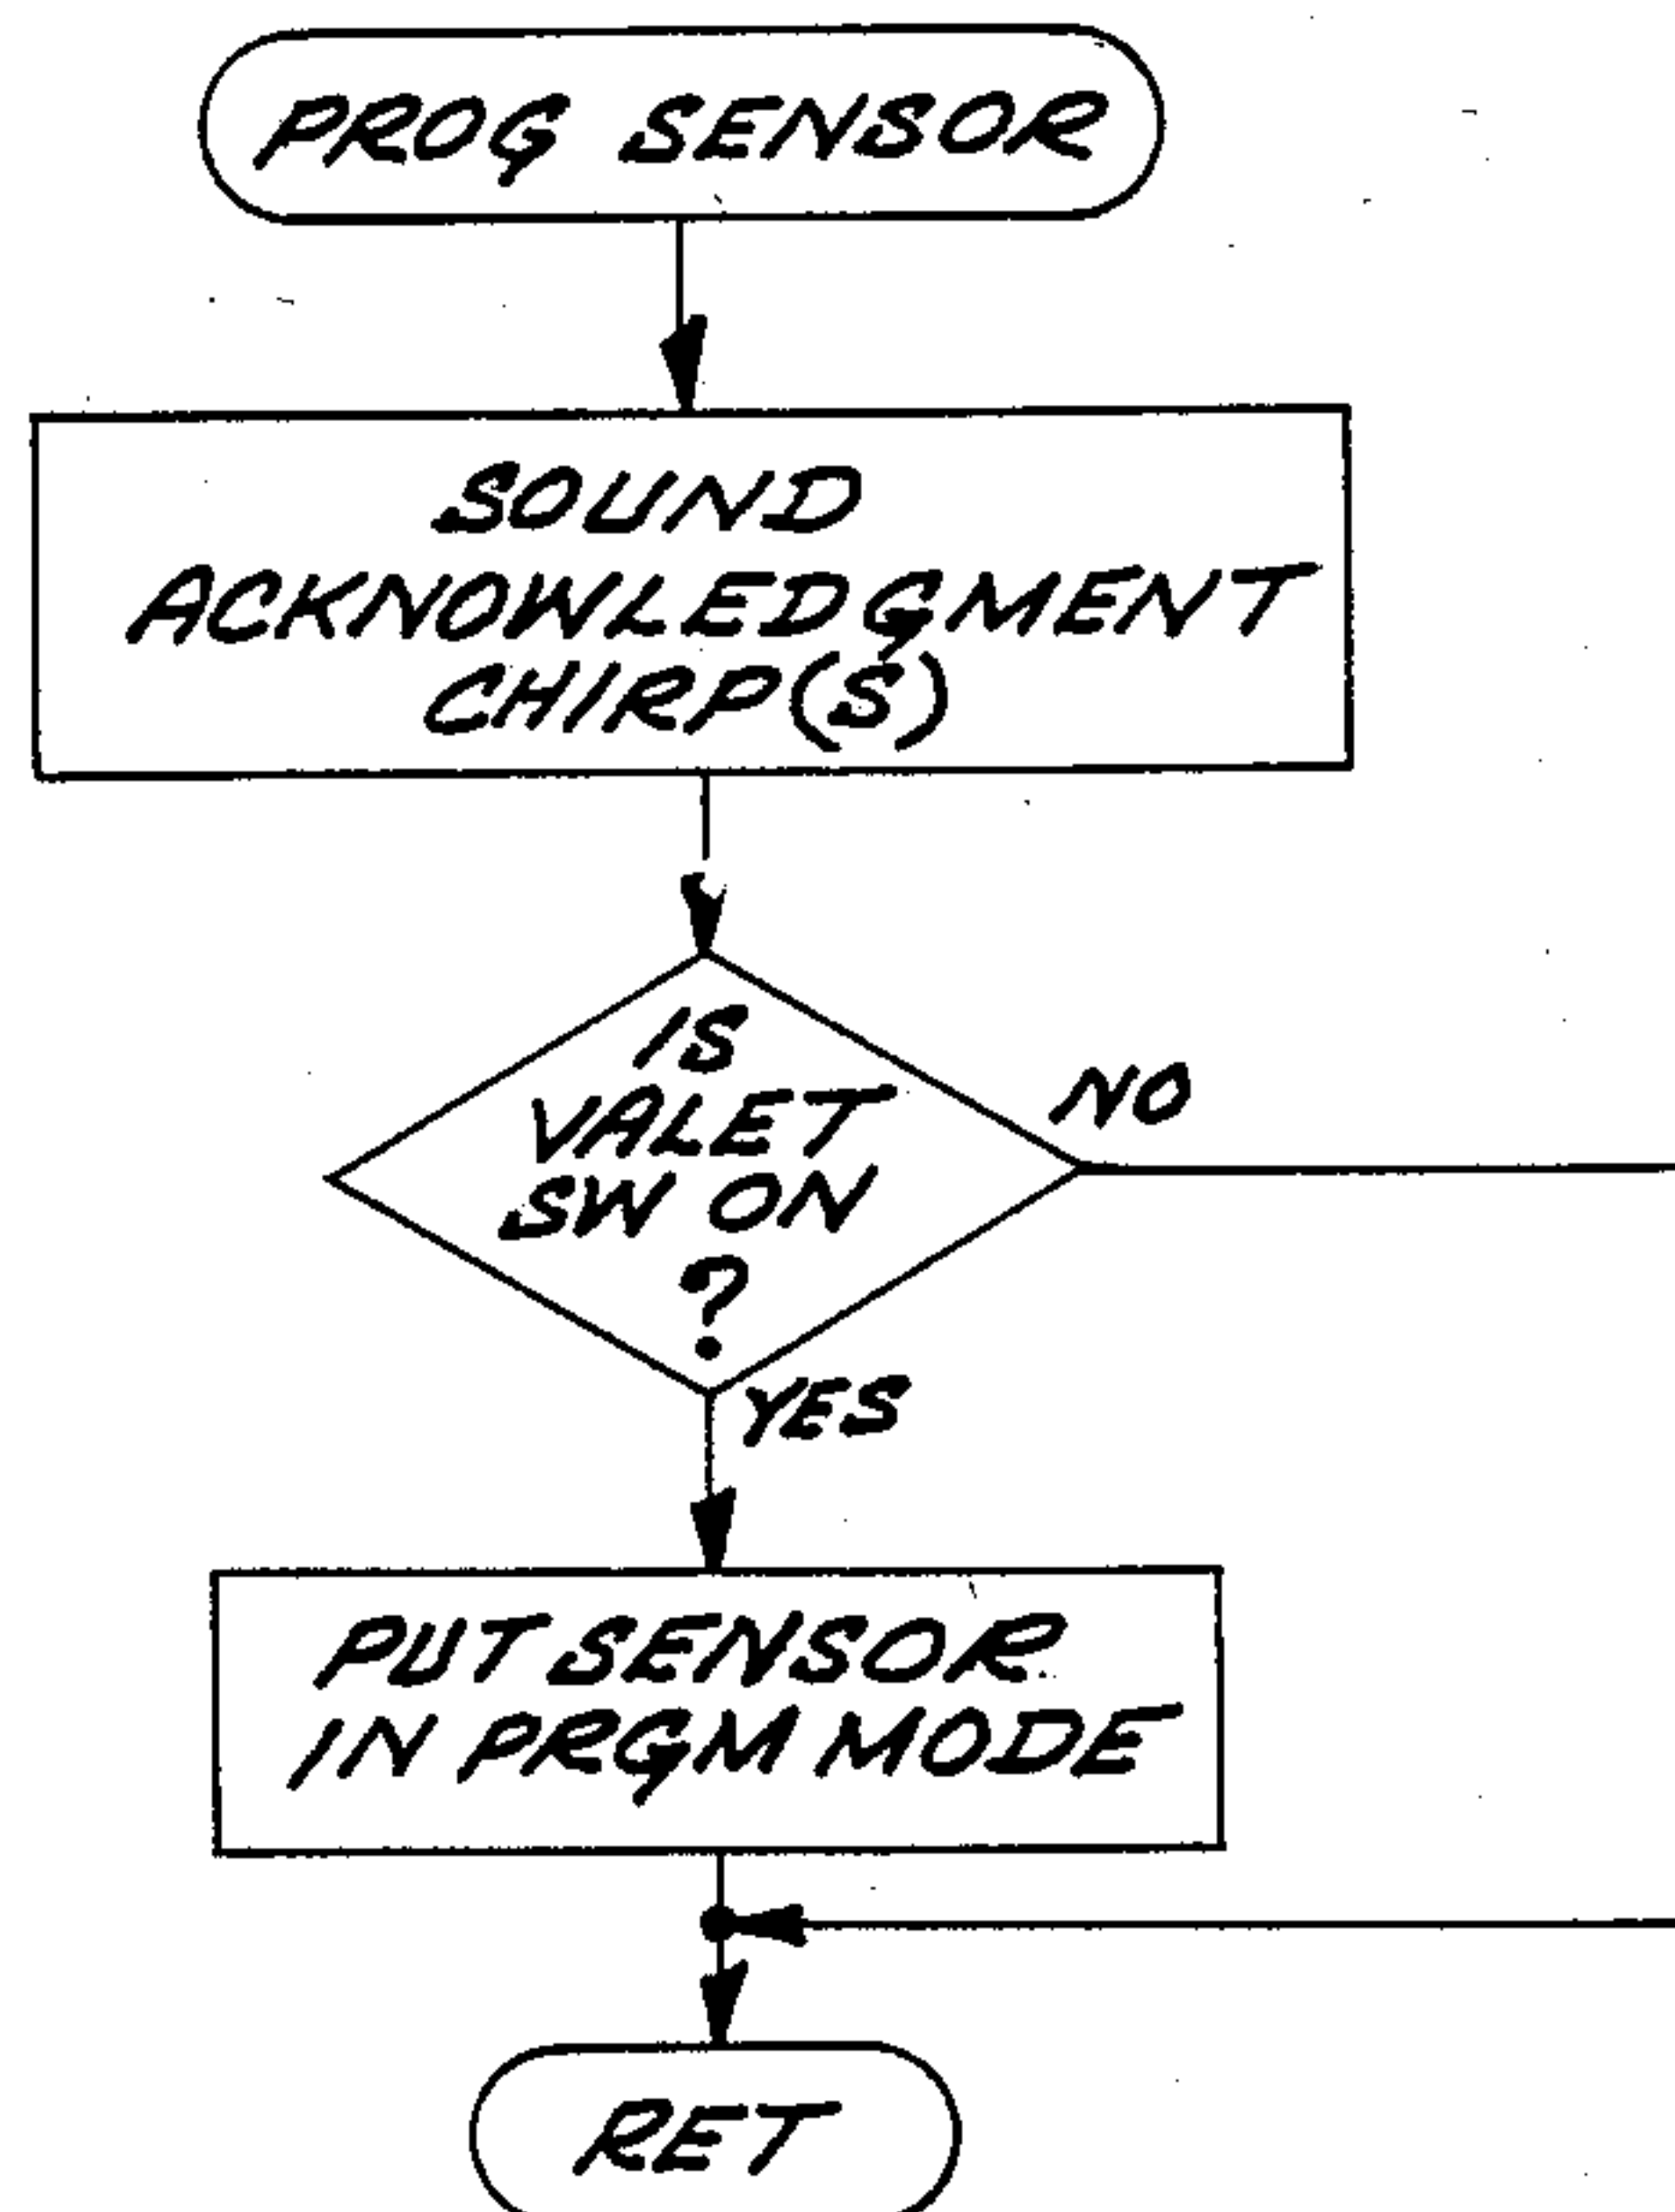 PROG SENSOR
SOUND
ACKNOWLEDGMENT
CHIRP(S)
IS
VALET
SW ON
?
NO
YES
PUT SENSOR
IN PRGM MODE
RET